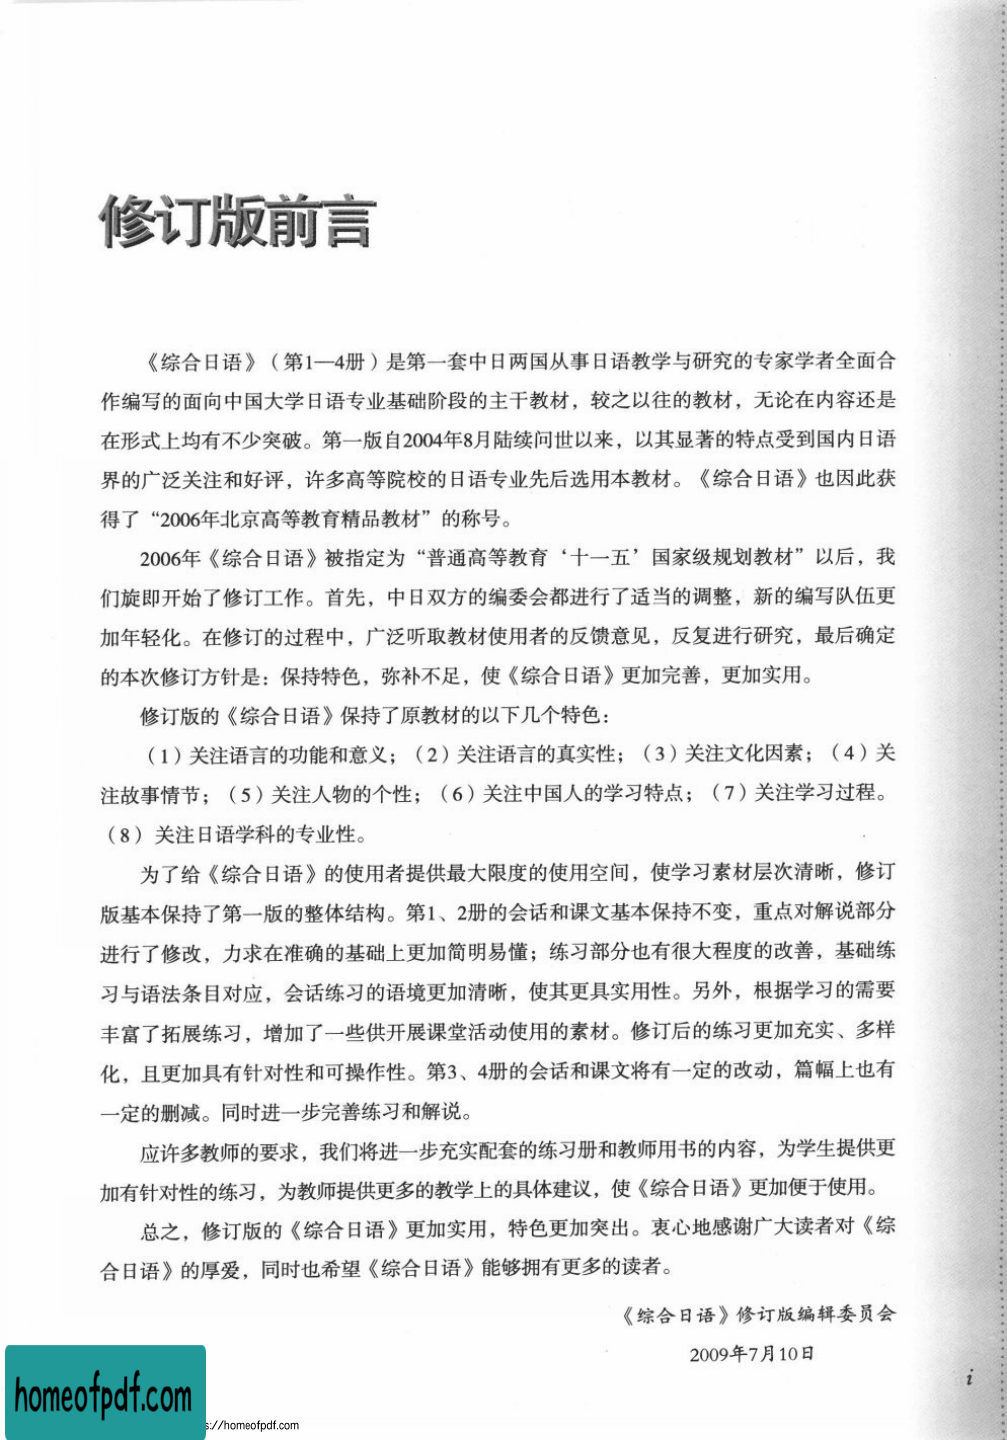 修订版前言
《综合日语》（第1—4册）是第一套中日两国从事日语教学与研究的专家学者全面合
作编写的面向中国大学日语专业基础阶段的主干教材，较之以往的教材，无论在内容还是
在形式上均有不少突破。第一版自2004年8月陆续问世以来，以其显著的特点受到国内日语
界的广泛关注和好评，许多高等院校的日语专业先后选用本教材。《综合日语》也因此获
得了“2006年北京高等教育精品教材”的称号。
2006年《综合日语》被指定为“普通高等教育‘十一五’国家级规划教材”以后，我
们旋即开始了修订工作。首先，中日双方的编委会都进行了适当的调整，新的编写队伍更
加年轻化。在修订的过程中，广泛听取教材使用者的反馈意见，反复进行研究，最后确定
的本次修订方针是：保持特色，弥补不足，使《综合日语》更加完善，更加实用。
修订版的《综合日语》保持了原教材的以下几个特色：
（1）关注语言的功能和意义；（2）关注语言的真实性；（3）关注文化因素；（4）关
注故事情节；（5）关注人物的个性；（6）关注中国人的学习特点；（7）关注学习过程。
（8） 关注日语学科的专业性。
为了给《综合日语》的使用者提供最大限度的使用空间，使学习素材层次清晰，修订
版基本保持了第一版的整体结构。第1、2册的会话和课文基本保持不变，重点对解说部分
进行了修改，力求在准确的基础上更加简明易懂；练习部分也有很大程度的改善，基础练
习与语法条目对应，会话练习的语境更加清晰，使其更具实用性。另外，根据学习的需要
丰富了拓展练习，增加了一些供开展课堂活动使用的素材。修订后的练习更加充实、多样
化，且更加具有针对性和可操作性。第3、4册的会话和课文将有一定的改动，篇幅上也有
一定的删减。同时进一步完善练习和解说。
应许多教师的要求，我们将进一步充实配套的练习册和教师用书的内容，为学生提供更
加有针对性的练习，为教师提供更多的教学上的具体建议，使《综合日语》更加便于使用。
总之，修订版的《综合日语》更加实用，特色更加突出。衷心地感谢广大读者对《综
合日语》的厚爱，同时也希望《综合日语》能够拥有更多的读者。
《综合日语》修订版编辑委员会
2009年7月10日
i
homeofpdf.com
s://homeofpdf.com